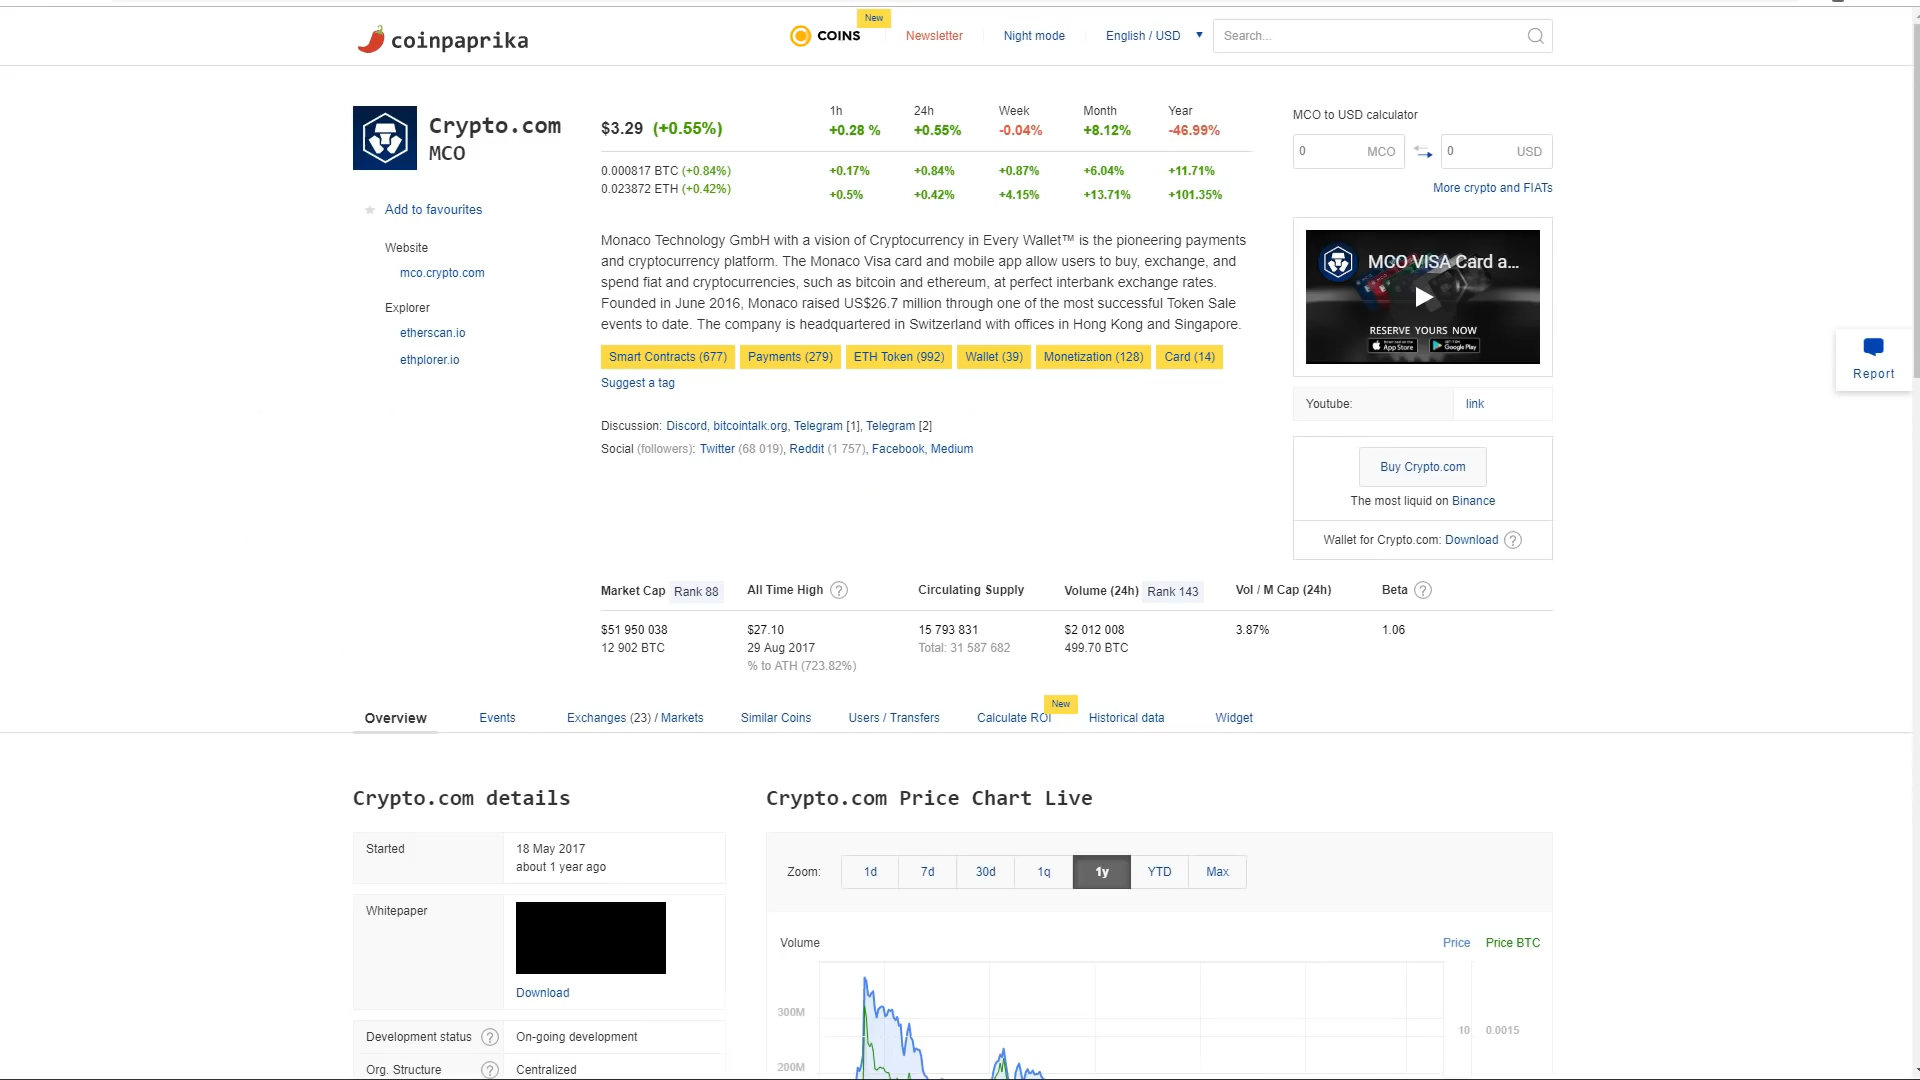 New
coinpaprika
COINS
Newsletter
Night mode
English / USD
Search...
Crypto.com
MCO
$3.29 (+0.55%)
1h 24h Week Month Year
+0.28 % +0.55% -0.04% +8.12% -46.99%
0.000817 BTC (+0.84%) +0.17% +0.84% +0.87% +6.04% +11.71%
0.023872 ETH (+0.42%) +0.5% +0.42% +4.15% +13.71% +101.35%
MCO to USD calculator
0 MCO 0 USD
More crypto and FIATs
Add to favourites
Website
mco.crypto.com
Explorer
etherscan.io
ethplorer.io
Monaco Technology GmbH with a vision of Cryptocurrency in Every Wallet™ is the pioneering payments
and cryptocurrency platform. The Monaco Visa card and mobile app allow users to buy, exchange, and
spend fiat and cryptocurrencies, such as bitcoin and ethereum, at perfect interbank exchange rates.
Founded in June 2016, Monaco raised US$26.7 million through one of the most successful Token Sale
events to date. The company is headquartered in Switzerland with offices in Hong Kong and Singapore.
Smart Contracts (677) Payments (279) ETH Token (992) Wallet (39) Monetization (128) Card (14)
Suggest a tag
Discussion: Discord, bitcointalk.org, Telegram [1], Telegram [2]
Social (followers): Twitter (68 019), Reddit (1 757), Facebook, Medium
MCO VISA Card a...
RESERVE YOURS NOW
App Store Google Play
Youtube: link
Buy Crypto.com
The most liquid on Binance
Wallet for Crypto.com: Download ?
Report
Market Cap Rank 88 All Time High ? Circulating Supply Volume (24h) Rank 143 Vol / M Cap (24h) Beta ?
$51 950 038 $27.10 15 793 831 $2 012 008 3.87% 1.06
12 902 BTC 29 Aug 2017 Total: 31 587 682 499.70 BTC
% to ATH (723.82%)
New
Overview Events Exchanges (23) / Markets Similar Coins Users / Transfers Calculate ROI Historical data Widget
Crypto.com details
Started 18 May 2017
about 1 year ago
Whitepaper
Download
Development status ? On-going development
Org. Structure ? Centralized
Crypto.com Price Chart Live
Zoom: 1d 7d 30d 1q 1y YTD Max
Volume Price Price BTC
300M
10 0.0015
200M